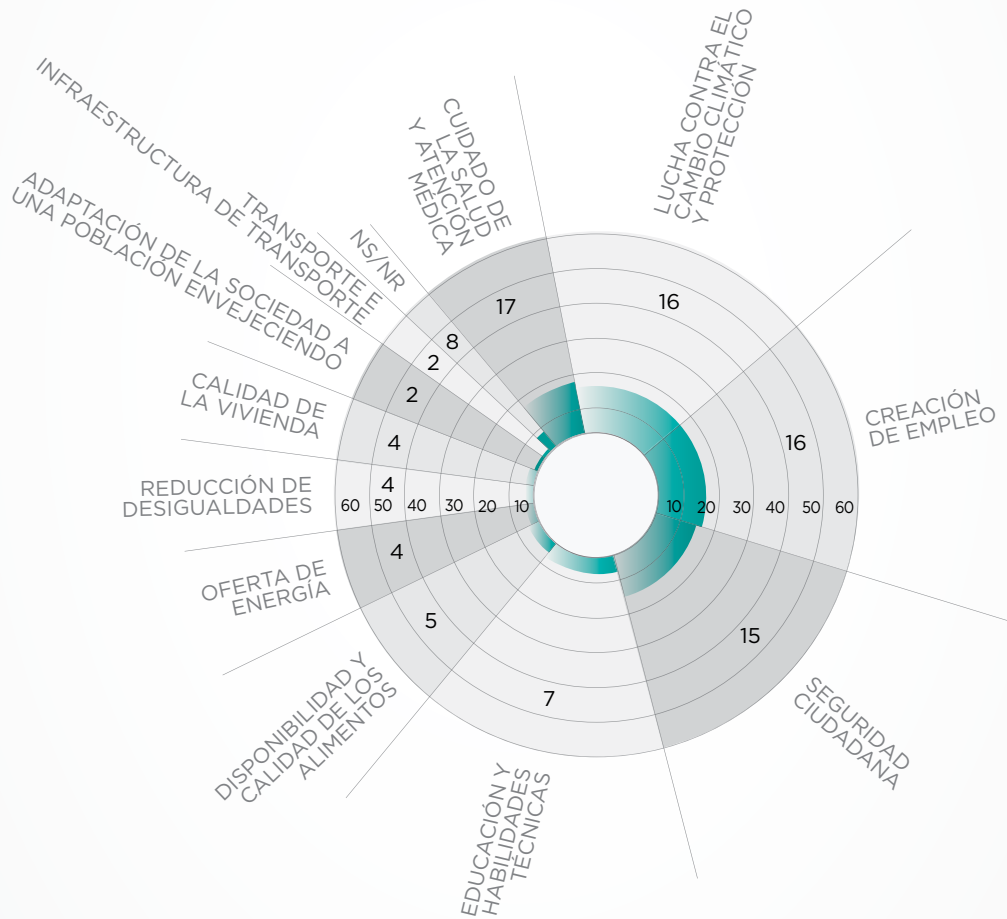 LUCHA CONTRA EL
CAMBIO CLIMÁTICO
Y PROTECCIÓN
16
CREACIÓN
DE EMPLEO
16
SEGURIDAD
CIUDADANA
15
EDUCACIÓN Y
HABILIDADES
TÉCNICAS
7
DISPONIBILIDAD Y
CALIDAD DE LOS
ALIMENTOS
5
OFERTA DE
ENERGÍA
4
REDUCCIÓN DE
DESIGUALDADES
4
CALIDAD DE
LA VIVIENDA
4
ADAPTACIÓN DE LA SOCIEDAD A
UNA POBLACIÓN ENVEJECIENDO
2
TRANSPORTE E
INFRAESTRUCTURA DE TRANSPORTE
2
NS/NR
8
CUIDADO DE
LA SALUD
Y ATENCIÓN
MÉDICA
17
60 50 40 30 20 10
10 20 30 40 50 60